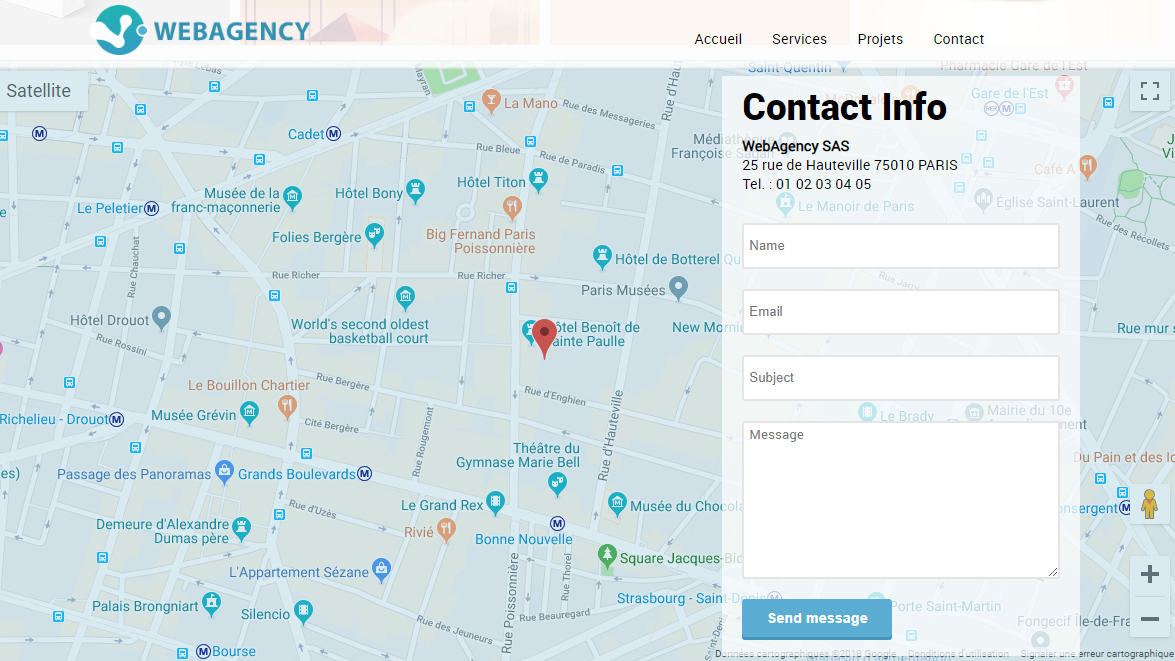 WEBAGENCY
Accueil
Services
Projets
Contact
Satellite
Contact Info
WebAgency SAS
25 rue de Hauteville 75010 PARIS
Tel. : 01 02 03 04 05
Name
Email
Subject
Message
Send message
Saint-Quentin
Pharmacie Gare de l'Est
Gare de l'Est
La Mano
Rue des Messageries
Rue d'Haut
Cadet
Rue Bleue
Rue de Paradis
Médiathèque
Françoise Sagan
Café A
Hôtel Titon
Musée de la
franc-maçonnerie
Hôtel Bony
Le Peletier
Le Manoir de Paris
Église Saint-Laurent
Rue des Récollets
Folies Bergère
Big Fernand Paris
Poissonnière
Rue Chauchat
Hôtel de Botterel Qu
Rue Richer
Rue Richer
Paris Musées
Rue Jarry
Hôtel Drouot
World's second oldest
basketball court
Hôtel Benoît de
Sainte Paulle
New Morni
Rue mur
Rue Rossini
Le Bouillon Chartier
Rue Bergère
Rue d'Enghien
Richelieu - Drouot
Musée Grévin
Cité Bergère
Rue Rougemont
Rue d'Hauteville
Le Brady
Mairie du 10e
Théâtre du
Gymnase Marie Bell
Du Pain et des Id
Passage des Panoramas
Grands Boulevards
es)
Le Grand Rex
Musée du Chocola
Rue d'Uzès
Rivié
Bonne Nouvelle
Demeure d'Alexandre
Dumas père
Square Jacques-Bid
L'Appartement Sézane
Rue Poissonnière
Rue Thorel
Strasbourg - Saint-Denis
Porte Saint-Martin
Palais Brongniart
Silencio
Rue Beauregard
Fongecif Île-de-Fra
Rue des Jeuneurs
Bourse
Données cartographiques ©2018 Google
Conditions d'utilisation
Signaler une erreur cartographique